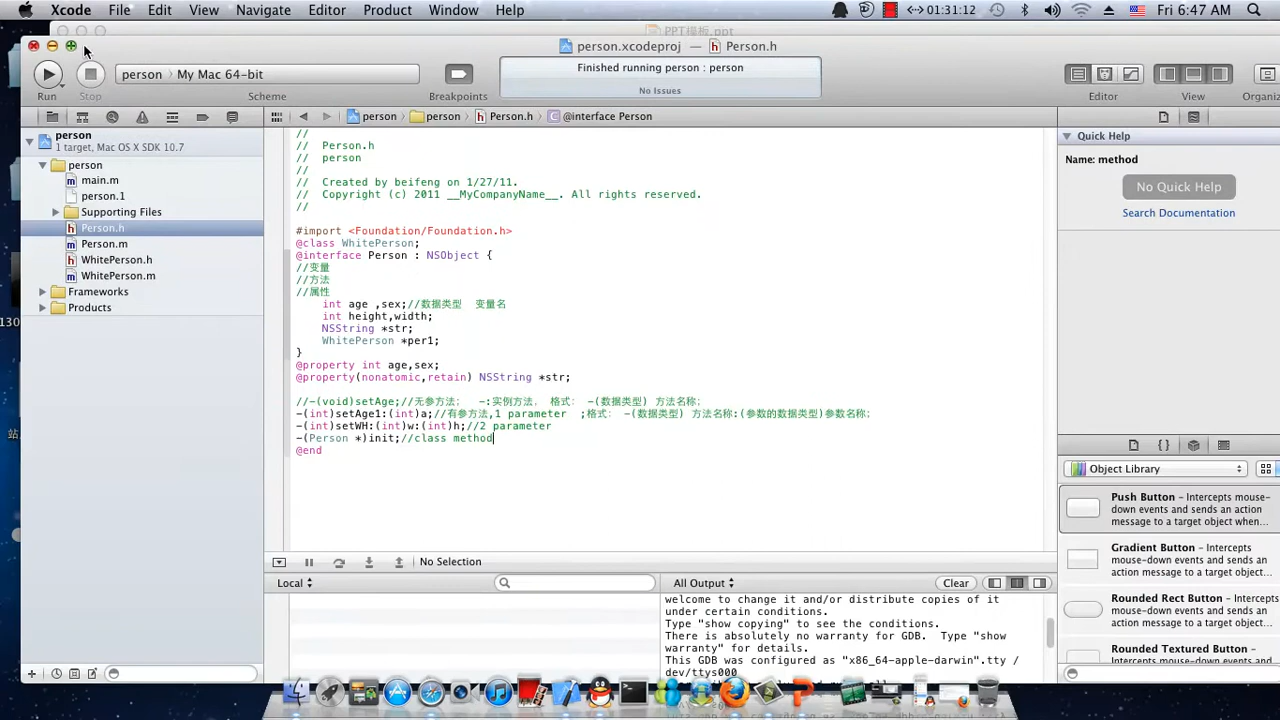 Xcode File Edit View Navigate Editor Product Window Help 01:31:12 Fri 6:47 AM
PPT模板.ppt
person.xcodeproj — Person.h
person My Mac 64-bit
Finished running person : person
No Issues
Run Stop Scheme Breakpoints Editor View Organiz
person
1 target, Mac OS X SDK 10.7
person
main.m
person.1
Supporting Files
Person.h
Person.m
WhitePerson.h
WhitePerson.m
Frameworks
Products
person person Person.h @interface Person
//
// Person.h
// person
//
// Created by beifeng on 1/27/11.
// Copyright (c) 2011 __MyCompanyName__. All rights reserved.
//
#import <Foundation/Foundation.h>
@class WhitePerson;
@interface Person : NSObject {
//变量
//方法
//属性
int age ,sex;//数据类型 变量名
int height,width;
NSString *str;
WhitePerson *per1;
}
@property int age,sex;
@property(nonatomic,retain) NSString *str;
//-(void)setAge;//无参方法; -:实例方法, 格式: -(数据类型) 方法名称;
-(int)setAge1:(int)a;//有参方法,1 parameter ;格式: -(数据类型) 方法名称:(参数的数据类型)参数名称;
-(int)setWH:(int)w:(int)h;//2 parameter
-(Person *)init;//class method
@end
No Selection
Local
All Output
Clear
welcome to change it and/or distribute copies of it
under certain conditions.
Type "show copying" to see the conditions.
There is absolutely no warranty for GDB. Type "show
warranty" for details.
This GDB was configured as "x86_64-apple-darwin".tty /
dev/ttys000
Quick Help
Name: method
No Quick Help
Search Documentation
Object Library
Push Button – Intercepts mouse-
down events and sends an action
message to a target object when...
Gradient Button – Intercepts
mouse-down events and sends an
action message to a target object...
Rounded Rect Button – Intercepts
mouse-down events and sends an
action message to a target object...
Rounded Textured Button –
Intercepts mouse-down events and
130
站